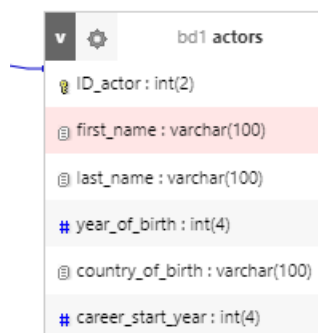 v bd1 actors
ID_actor : int(2)
first_name : varchar(100)
last_name : varchar(100)
# year_of_birth : int(4)
country_of_birth : varchar(100)
# career_start_year : int(4)